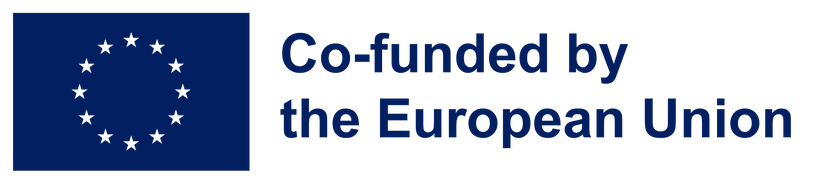 Co-funded by
the European Union